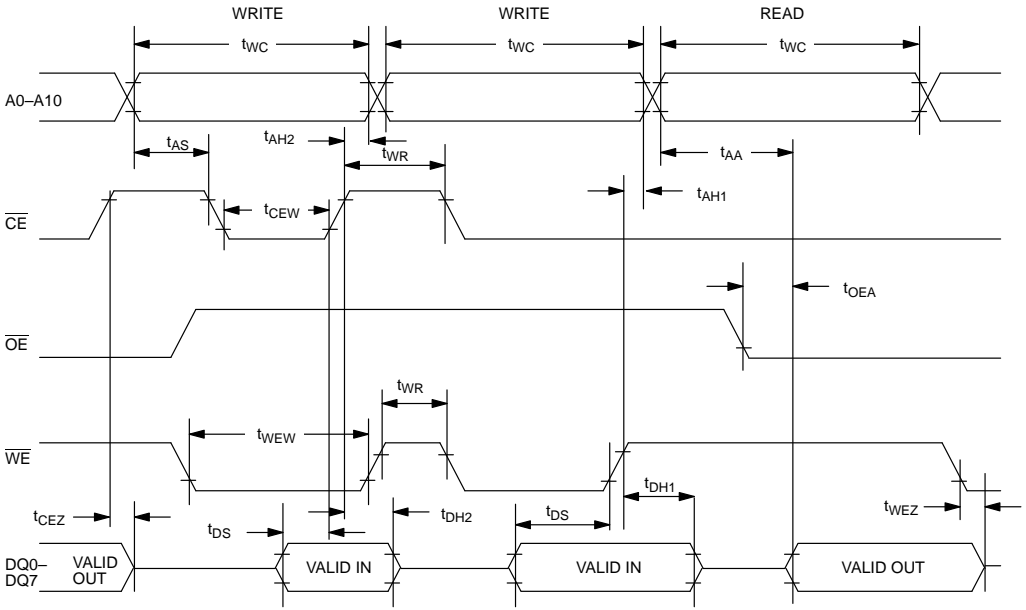 WRITE WRITE READ
tWC tWC tWC
A0–A10
tAS tAH2 tWR tAA
tAH1
CE tCEW
tOEA
OE
tWR
tWEW
WE
tDH1
tCEZ tDS tDH2 tDS tWEZ
DQ0–
DQ7
VALID
OUT
VALID IN VALID IN VALID OUT